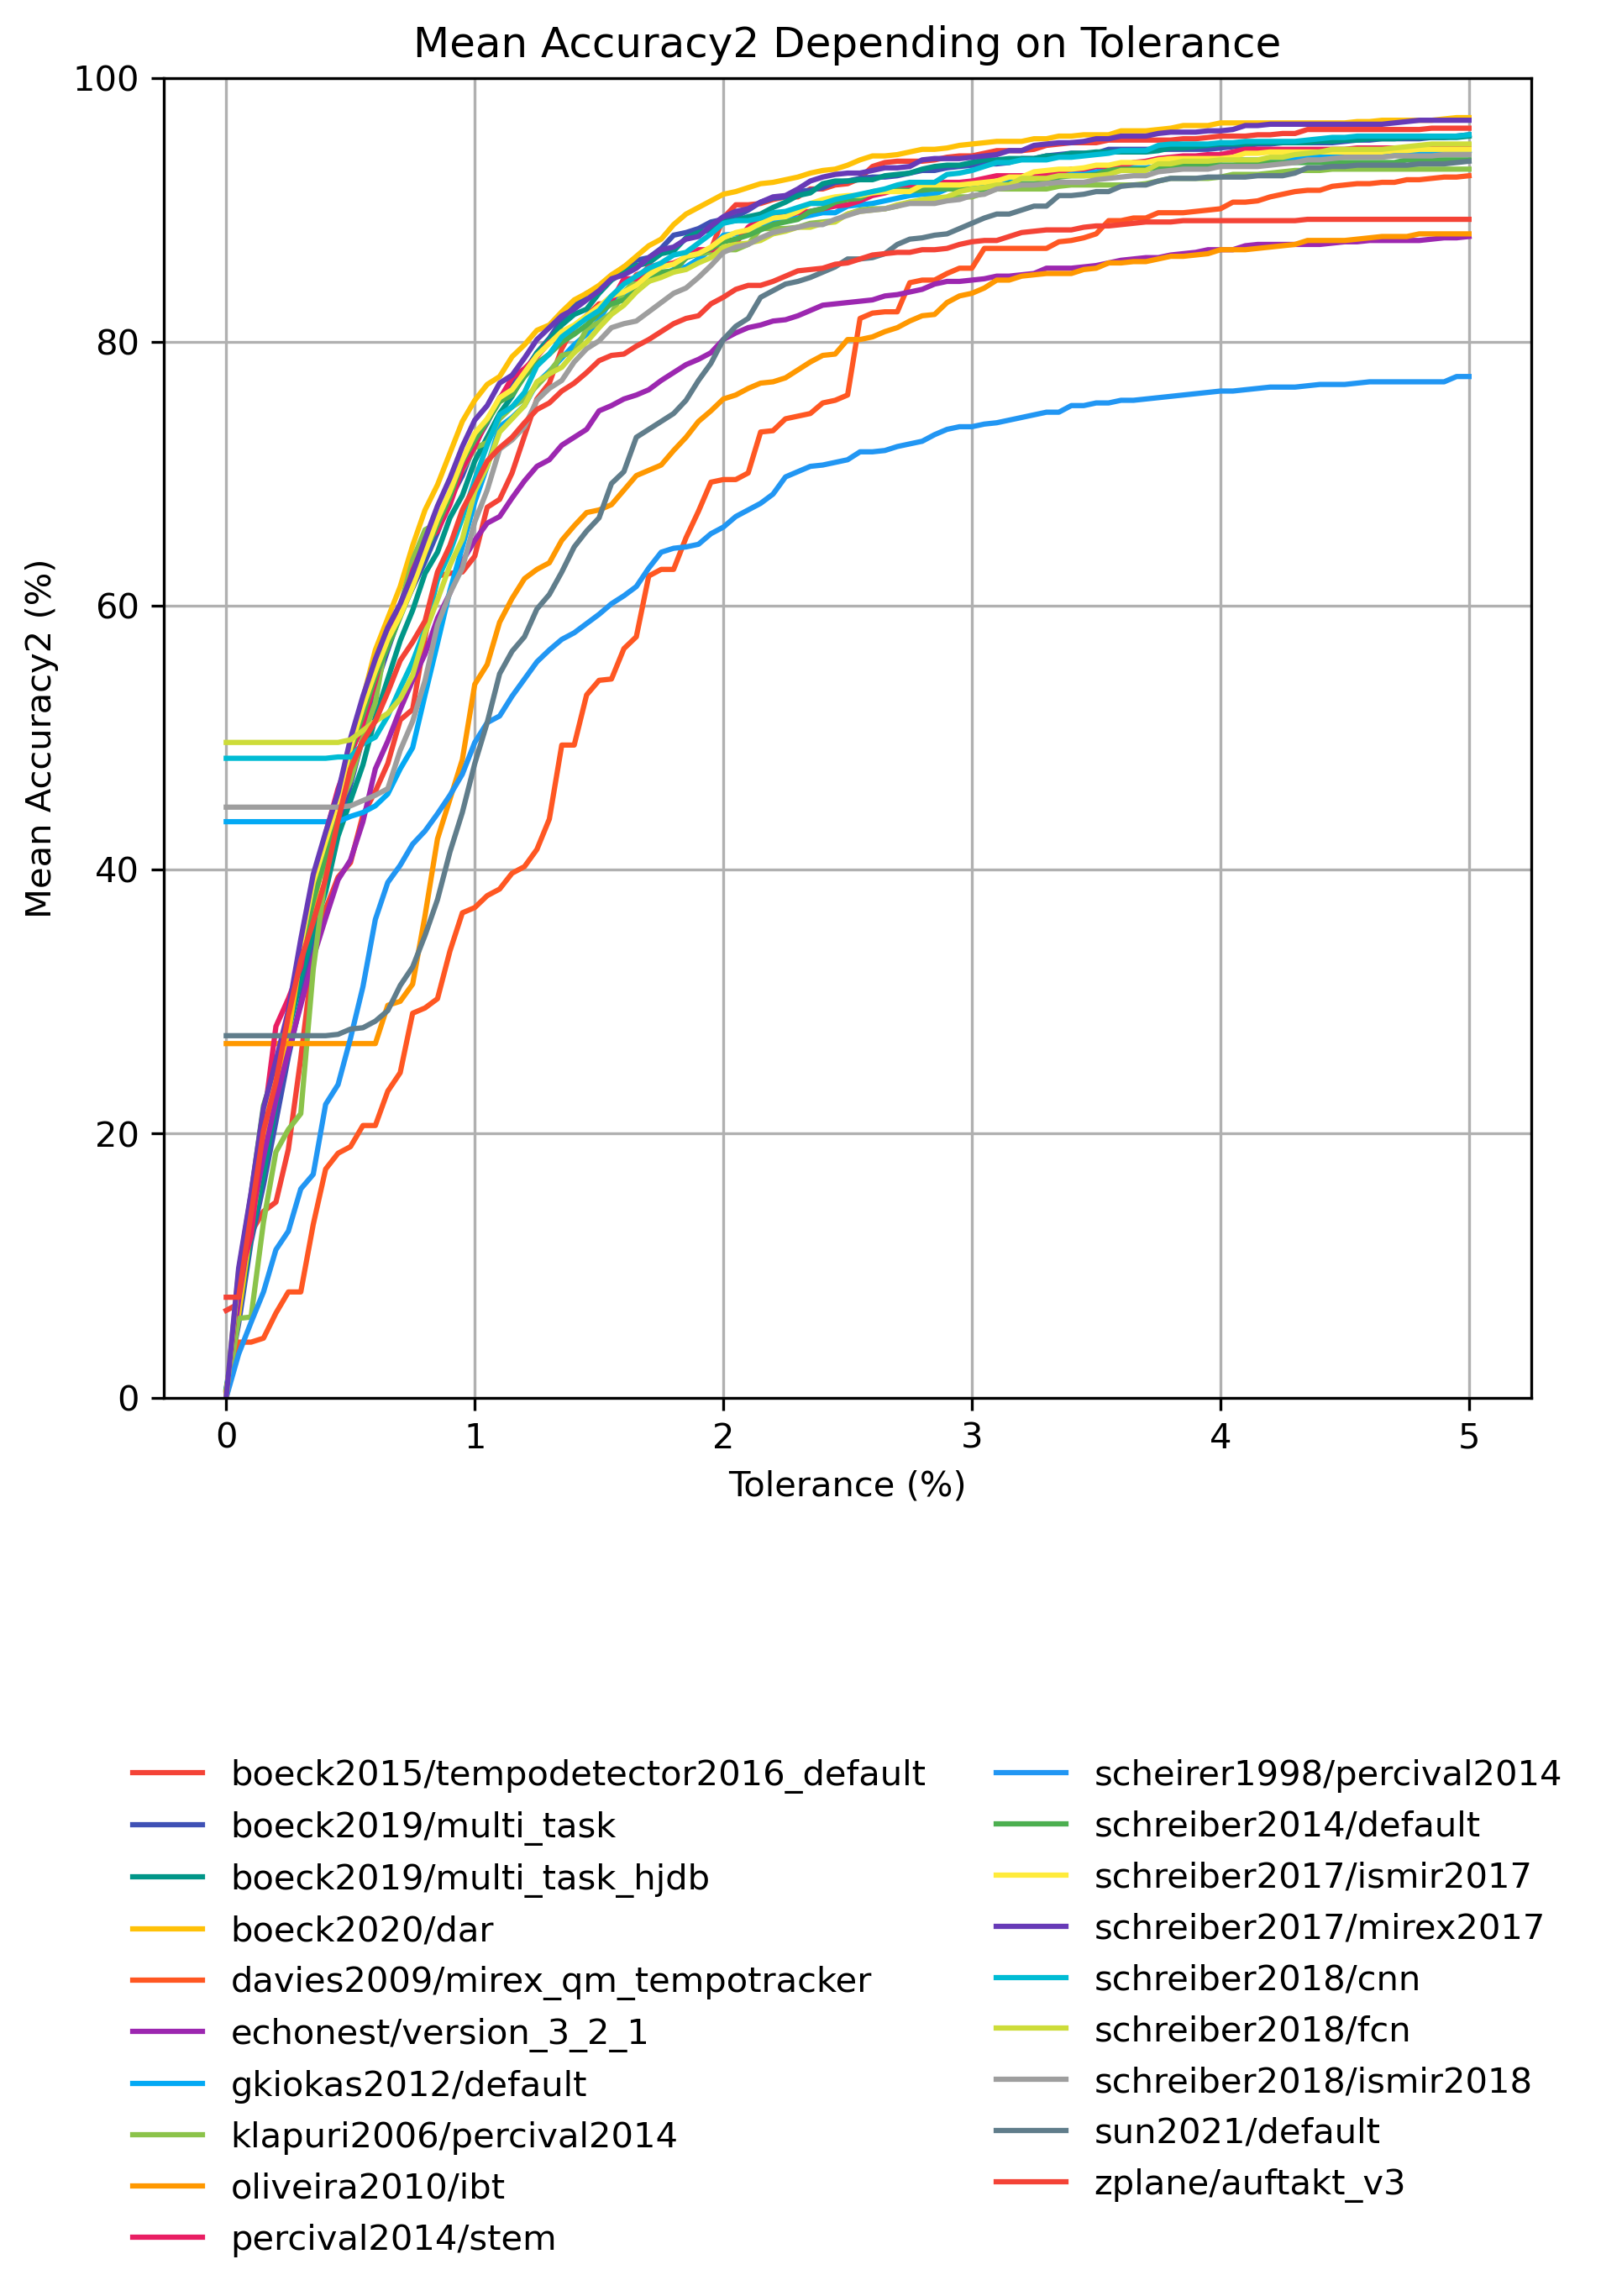 Mean Accuracy2 Depending on Tolerance
100
80
60
40
20
0
Mean Accuracy2 (%)
0 1 2 3 4 5
Tolerance (%)
boeck2015/tempodetector2016_default
boeck2019/multi_task
boeck2019/multi_task_hjdb
boeck2020/dar
davies2009/mirex_qm_tempotracker
echonest/version_3_2_1
gkiokas2012/default
klapuri2006/percival2014
oliveira2010/ibt
percival2014/stem
scheirer1998/percival2014
schreiber2014/default
schreiber2017/ismir2017
schreiber2017/mirex2017
schreiber2018/cnn
schreiber2018/fcn
schreiber2018/ismir2018
sun2021/default
zplane/auftakt_v3